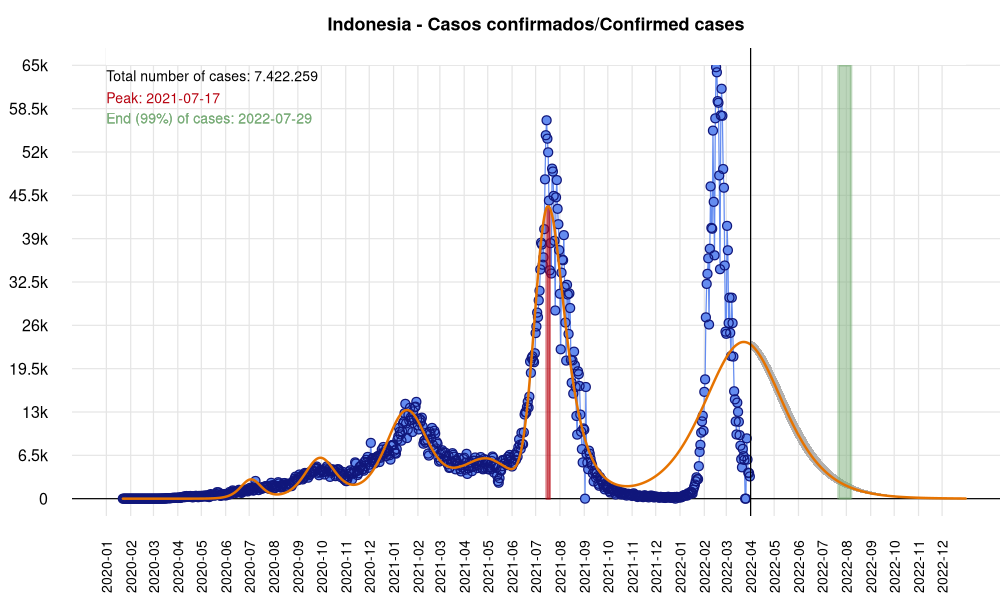 Indonesia - Casos confirmados/Confirmed cases
65k
58.5k
52k
45.5k
39k
32.5k
26k
19.5k
13k
6.5k
0
Total number of cases: 7.422.259
Peak: 2021-07-17
End (99%) of cases: 2022-07-29
2020-01
2020-02
2020-03
2020-04
2020-05
2020-06
2020-07
2020-08
2020-09
2020-10
2020-11
2020-12
2021-01
2021-02
2021-03
2021-04
2021-05
2021-06
2021-07
2021-08
2021-09
2021-10
2021-11
2021-12
2022-01
2022-02
2022-03
2022-04
2022-05
2022-06
2022-07
2022-08
2022-09
2022-10
2022-11
2022-12